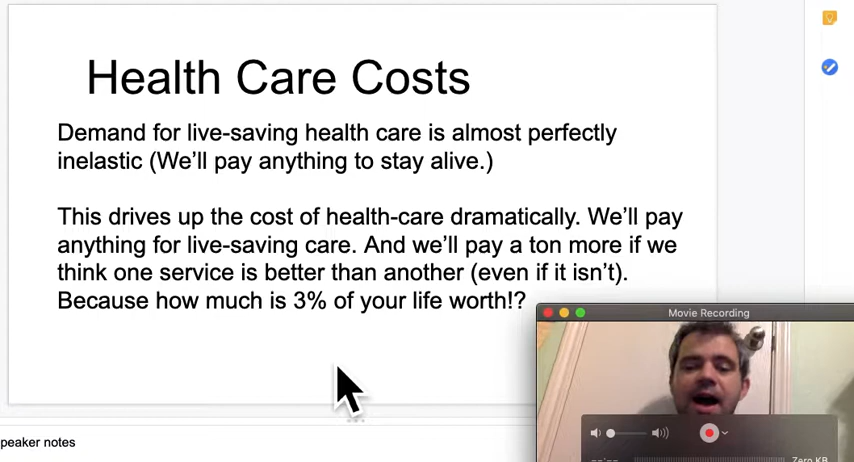 Health Care Costs
Demand for live-saving health care is almost perfectly
inelastic (We'll pay anything to stay alive.)
This drives up the cost of health-care dramatically. We'll pay
anything for live-saving care. And we'll pay a ton more if we
think one service is better than another (even if it isn't).
Because how much is 3% of your life worth!?
Movie Recording
peaker notes
--:--
Zero KB